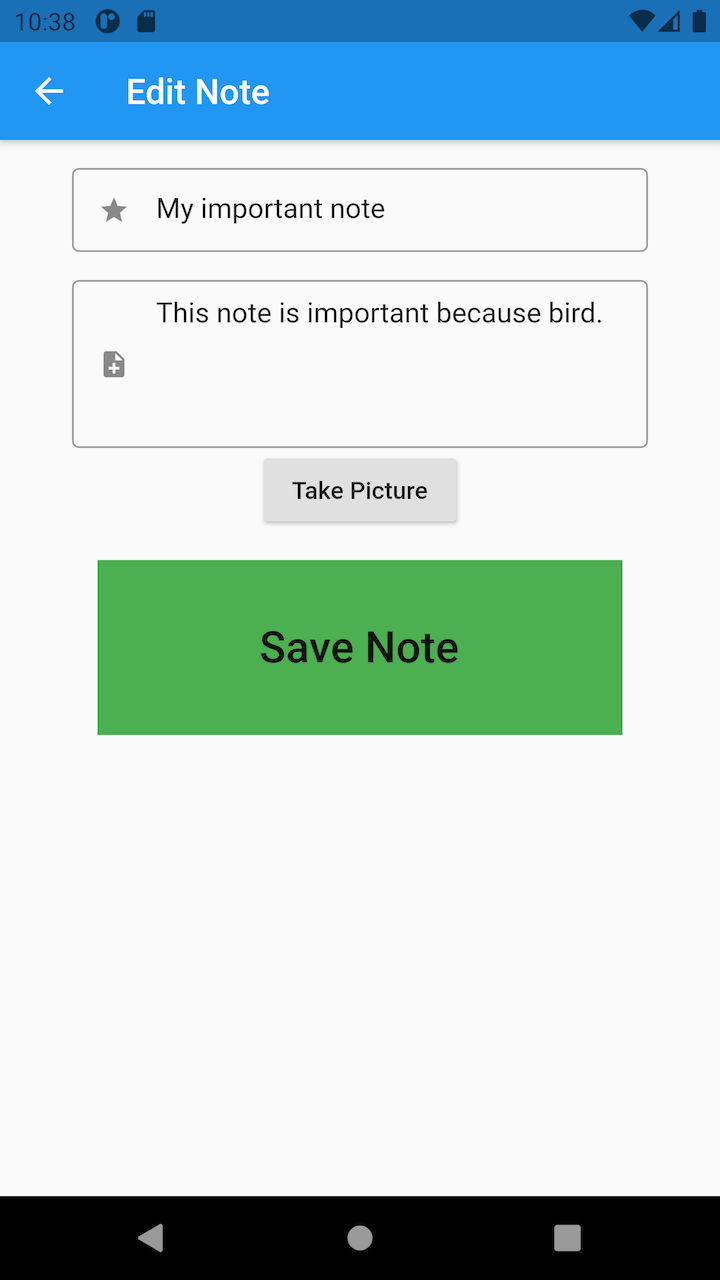 10:38
Edit Note
My important note
This note is important because bird.
Take Picture
Save Note